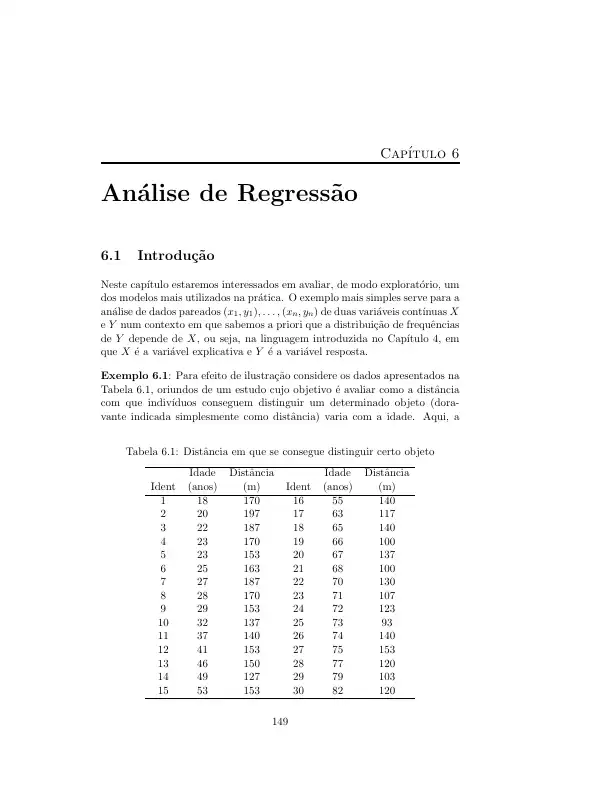 Capítulo 6
Análise de Regressão
6.1 Introdução
Neste capítulo estaremos interessados em avaliar, de modo exploratório, um
dos modelos mais utilizados na prática. O exemplo mais simples serve para a
análise de dados pareados (x₁, y₁), . . . , (xₙ, yₙ) de duas variáveis contínuas X
e Y num contexto em que sabemos a priori que a distribuição de frequências
de Y depende de X, ou seja, na linguagem introduzida no Capítulo 4, em
que X é a variável explicativa e Y é a variável resposta.
Exemplo 6.1: Para efeito de ilustração considere os dados apresentados na
Tabela 6.1, oriundos de um estudo cujo objetivo é avaliar como a distância
com que indivíduos conseguem distinguir um determinado objeto (dora-
vante indicada simplesmente como distância) varia com a idade. Aqui, a
Tabela 6.1: Distância em que se consegue distinguir certo objeto
Idade Distância Idade Distância
Ident (anos) (m) Ident (anos) (m)
1 18 170 16 55 140
2 20 197 17 63 117
3 22 187 18 65 140
4 23 170 19 66 100
5 23 153 20 67 137
6 25 163 21 68 100
7 27 187 22 70 130
8 28 170 23 71 107
9 29 153 24 72 123
10 32 137 25 73 93
11 37 140 26 74 140
12 41 153 27 75 153
13 46 150 28 77 120
14 49 127 29 79 103
15 53 153 30 82 120
149